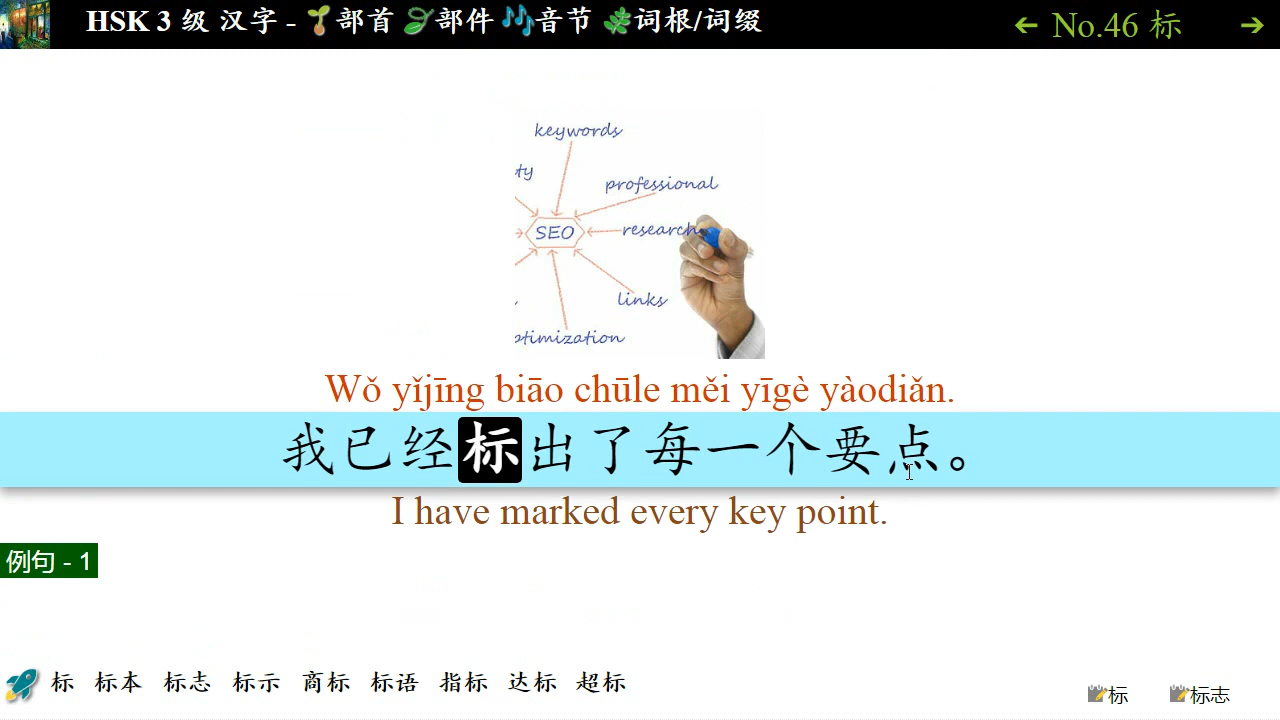 HSK 3 级 汉字 - 部首 部件 音节 词根/词缀
← No.46 标 →
keywords
ty
professional
SEO
research
links
ptimization
Wǒ yǐjīng biāo chūle měi yīgè yàodiǎn.
我已经标出了每一个要点。
I have marked every key point.
例句 - 1
标 标本 标志 标示 商标 标语 指标 达标 超标
标 标志